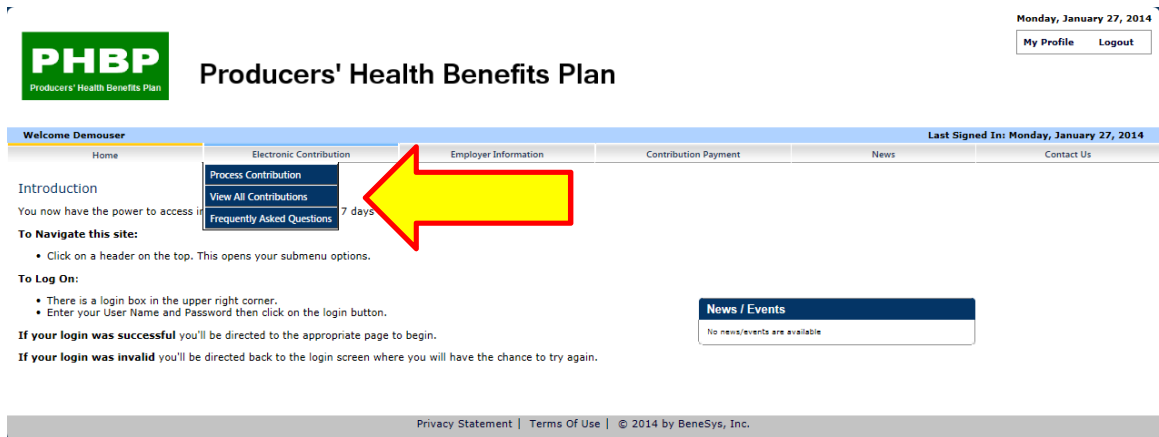 Monday, January 27, 2014
My Profile Logout
PHBP
Producers' Health Benefits Plan
Producers' Health Benefits Plan
Welcome Demouser Last Signed In: Monday, January 27, 2014
Home Electronic Contribution Employer Information Contribution Payment News Contact Us
Process Contribution
View All Contributions
Frequently Asked Questions
Introduction
You now have the power to access 7 days
To Navigate this site:
• Click on a header on the top. This opens your submenu options.
To Log On:
• There is a login box in the upper right corner.
• Enter your User Name and Password then click on the login button.
If your login was successful you'll be directed to the appropriate page to begin.
If your login was invalid you'll be directed back to the login screen where you will have the chance to try again.
News / Events
No news/events are available
Privacy Statement | Terms Of Use | © 2014 by BeneSys, Inc.